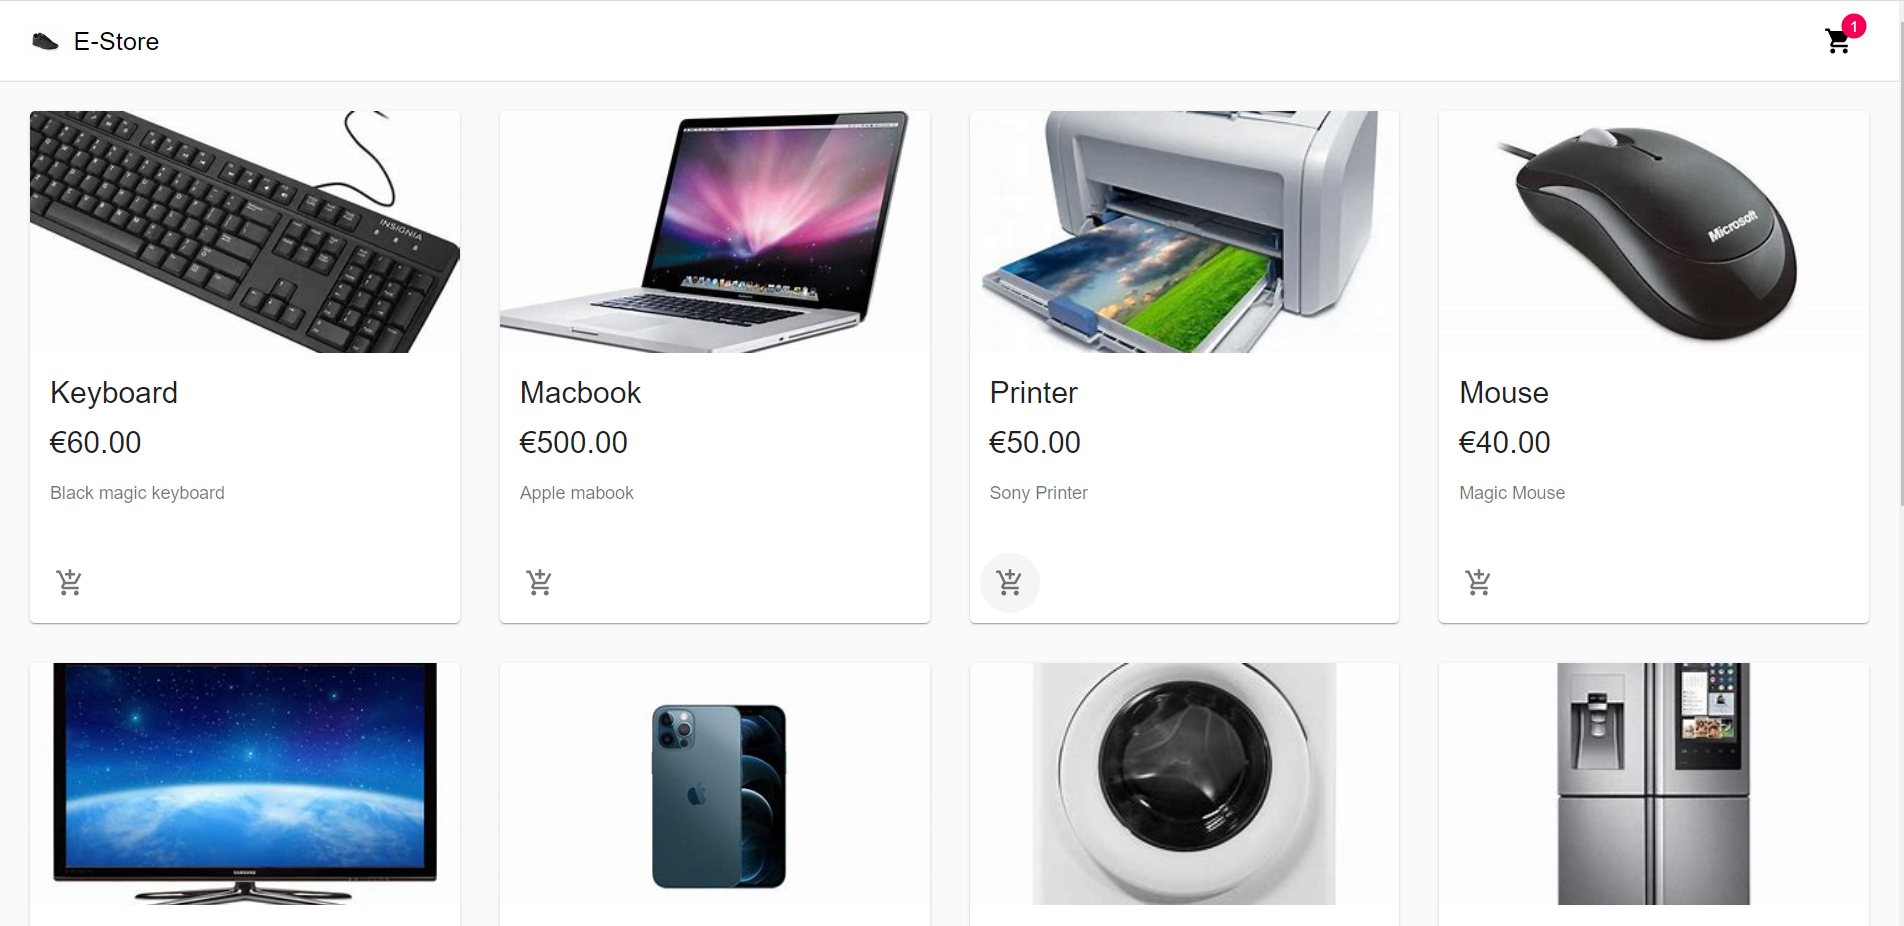 E-Store
1
INSIGNIA
Microsoft
Keyboard
€60.00
Black magic keyboard
Macbook
€500.00
Apple mabook
Printer
€50.00
Sony Printer
Mouse
€40.00
Magic Mouse
SAMSUNG